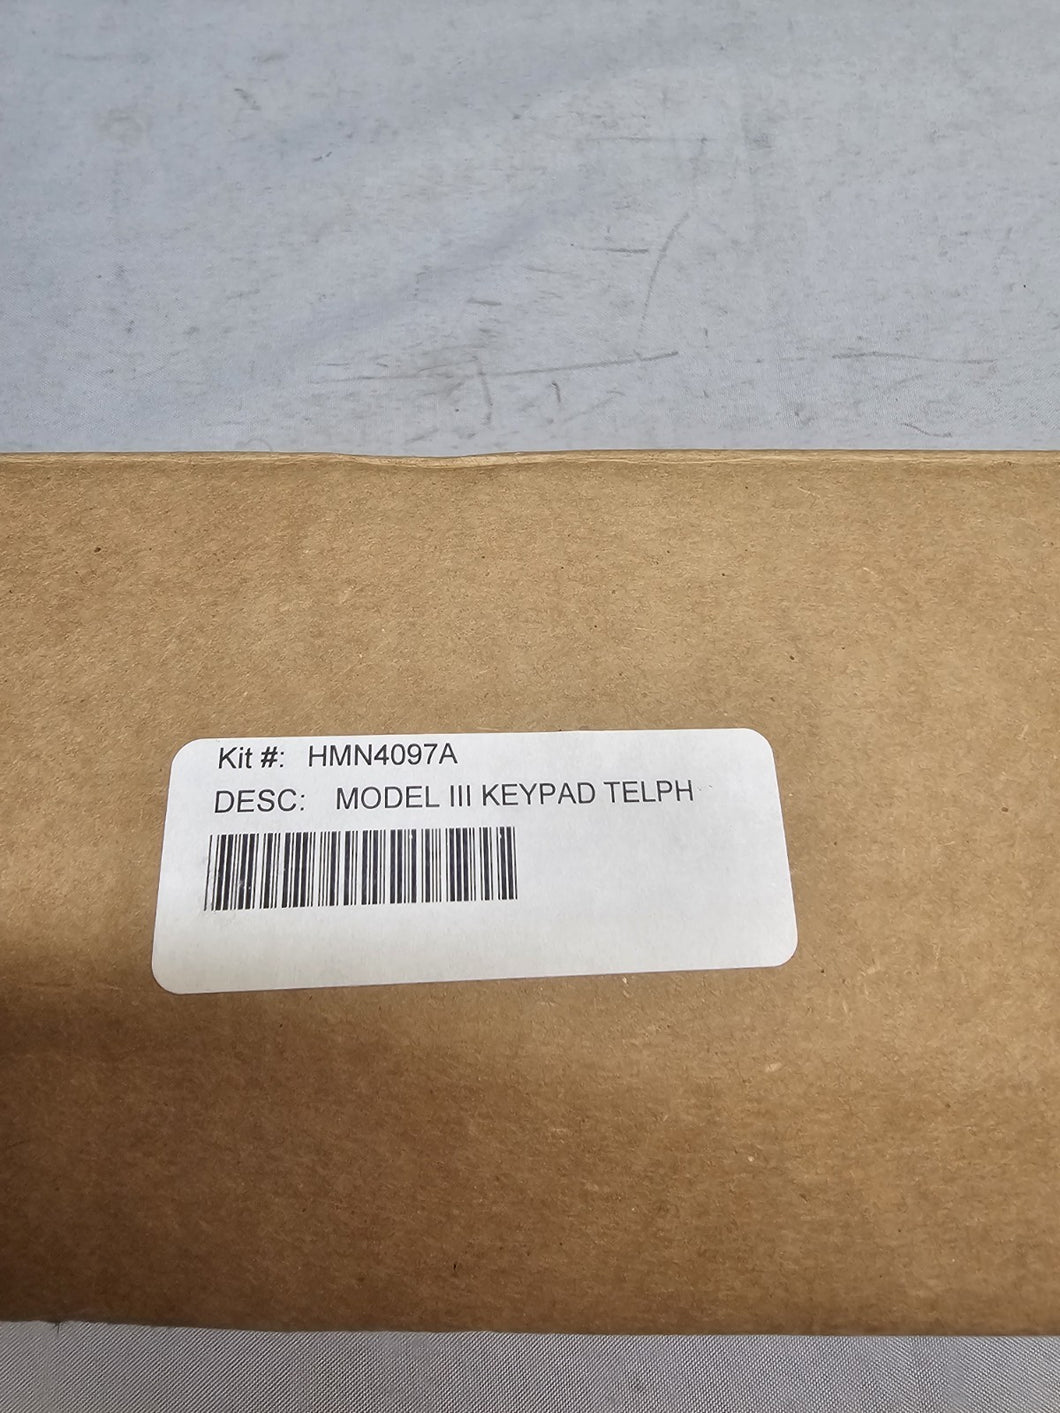 Kit #: HMN4097A
DESC: MODEL III KEYPAD TELPH